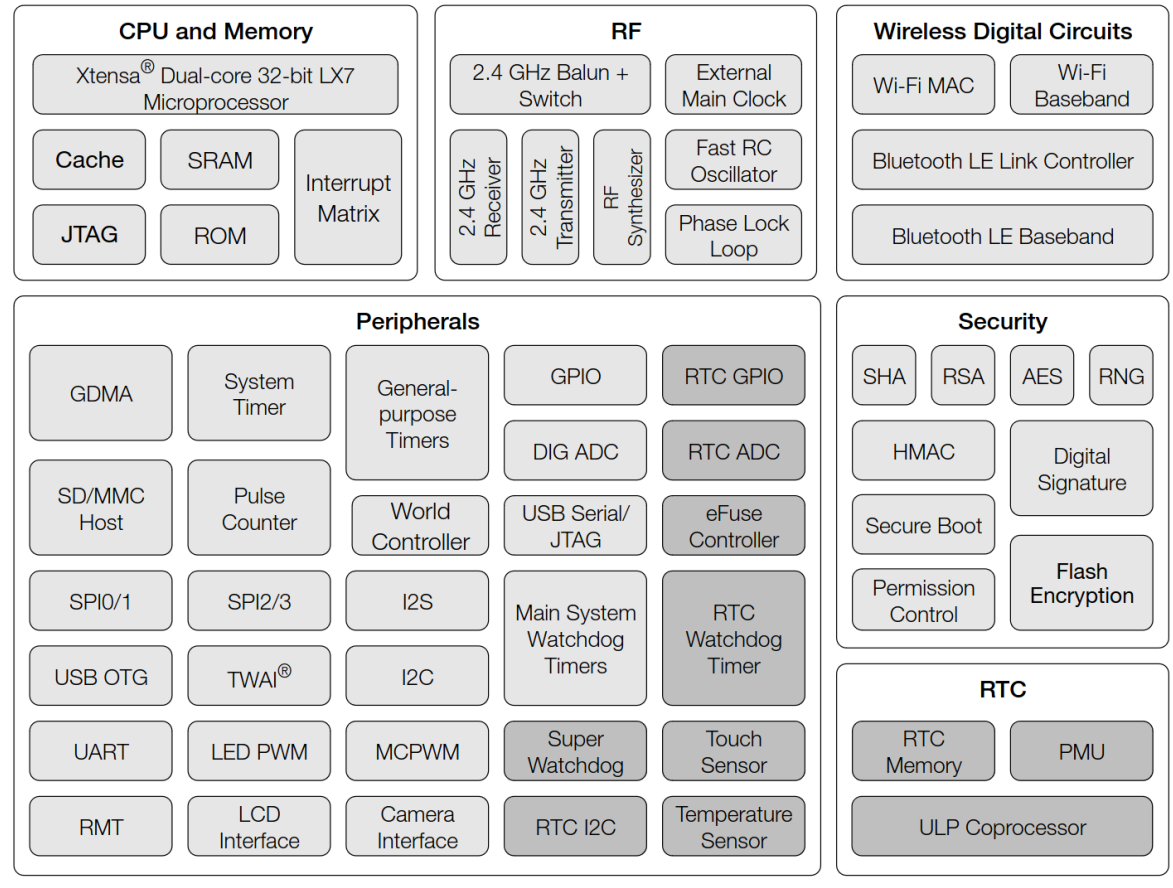 CPU and Memory
Xtensa® Dual-core 32-bit LX7
Microprocessor
Cache
SRAM
Interrupt
Matrix
JTAG
ROM
RF
2.4 GHz Balun +
Switch
External
Main Clock
2.4 GHz
Receiver
2.4 GHz
Transmitter
RF
Synthesizer
Fast RC
Oscillator
Phase Lock
Loop
Wireless Digital Circuits
Wi-Fi MAC
Wi-Fi
Baseband
Bluetooth LE Link Controller
Bluetooth LE Baseband
Peripherals
GDMA
System
Timer
General-
purpose
Timers
GPIO
RTC GPIO
DIG ADC
RTC ADC
SD/MMC
Host
Pulse
Counter
World
Controller
USB Serial/
JTAG
eFuse
Controller
SPI0/1
SPI2/3
I2S
Main System
Watchdog
Timers
RTC
Watchdog
Timer
USB OTG
TWAI®
I2C
UART
LED PWM
MCPWM
Super
Watchdog
Touch
Sensor
RMT
LCD
Interface
Camera
Interface
RTC I2C
Temperature
Sensor
Security
SHA
RSA
AES
RNG
HMAC
Digital
Signature
Secure Boot
Flash
Encryption
Permission
Control
RTC
RTC
Memory
PMU
ULP Coprocessor